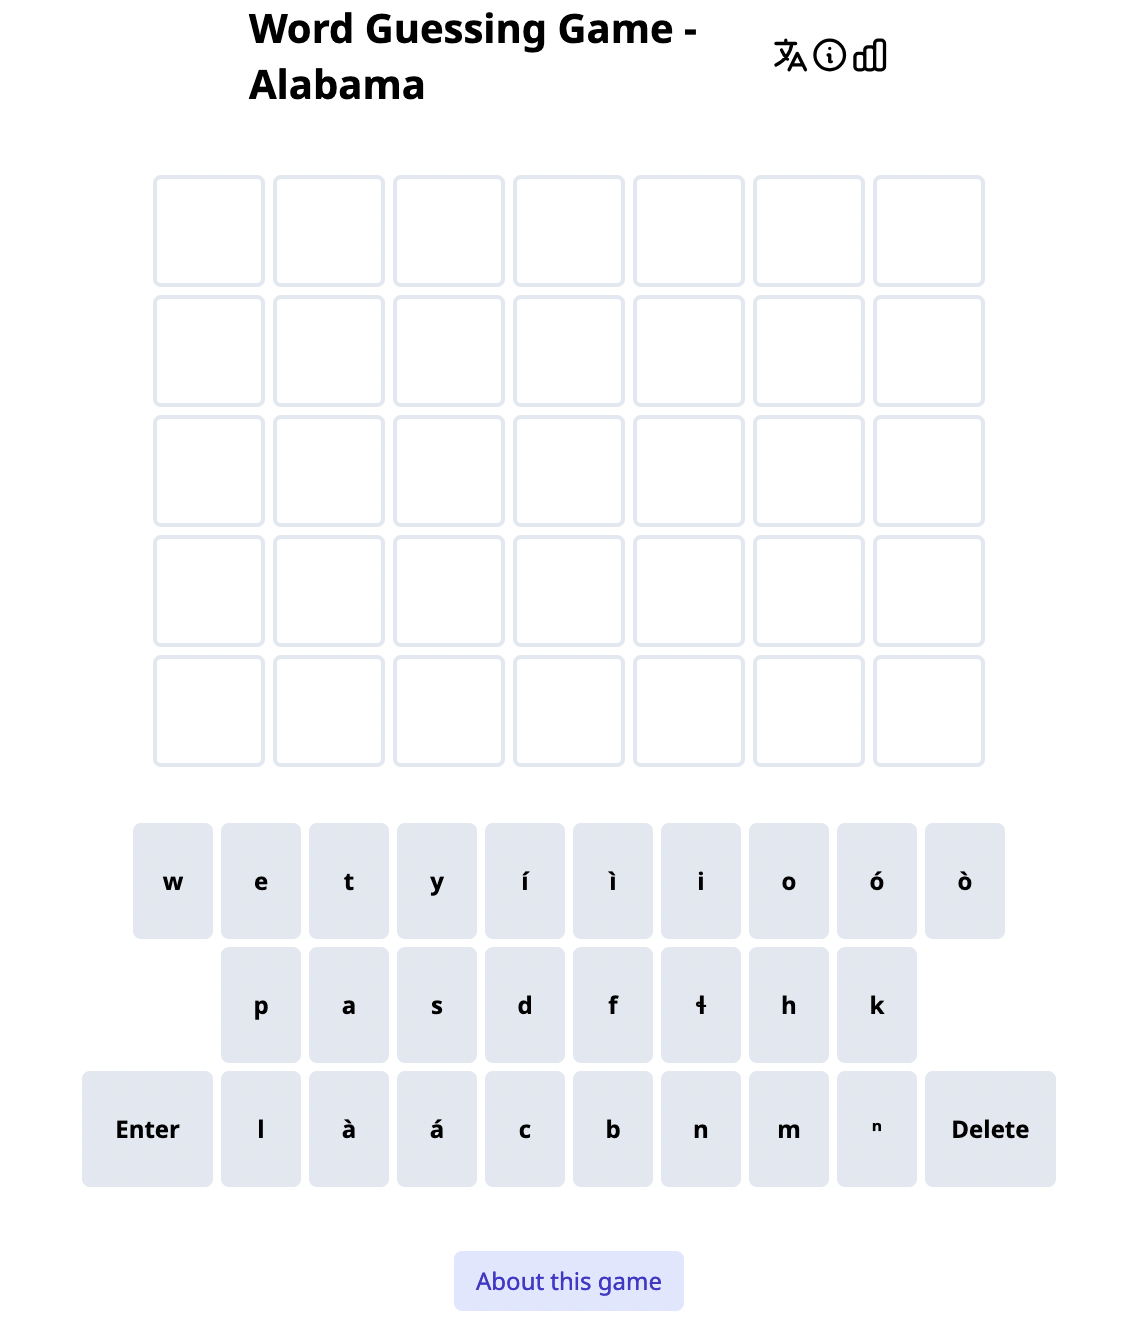 Word Guessing Game -
Alabama
w e t y í ì i o ó ò
p a s d f ɬ h k
Enter l à á c b n m ⁿ Delete
About this game